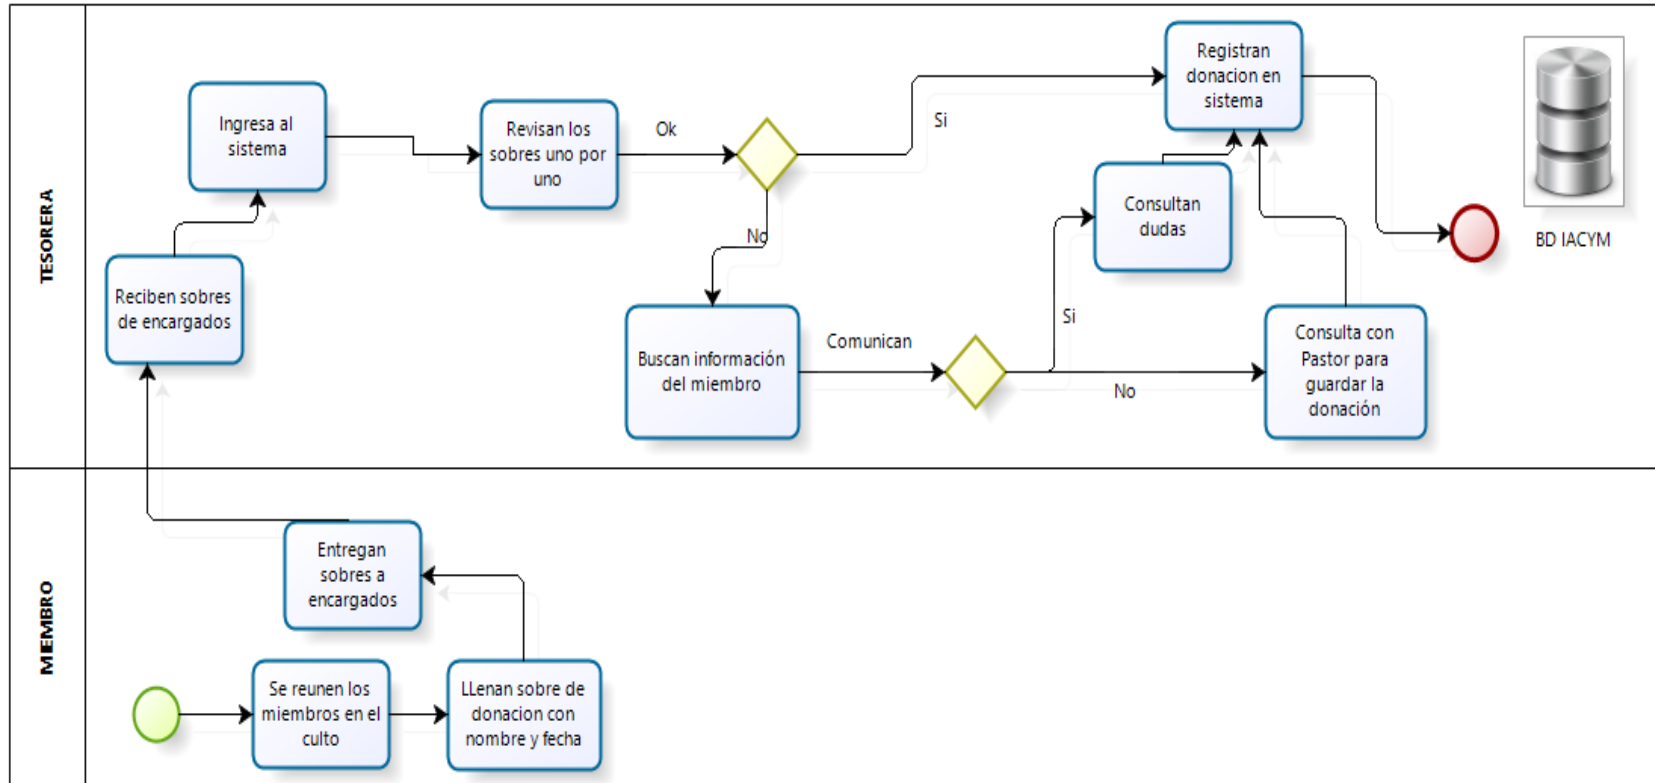 TESORERA
Ingresa al
sistema
Revisan los
sobres uno por
uno
Ok
Si
No
Registran
donacion en
sistema
Consultan
dudas
BD IACYM
Reciben sobres
de encargados
Buscan información
del miembro
Comunican
Si
No
Consulta con
Pastor para
guardar la
donación
MIEMBRO
Entregan
sobres a
encargados
Se reunen los
miembros en el
culto
LLenan sobre de
donacion con
nombre y fecha